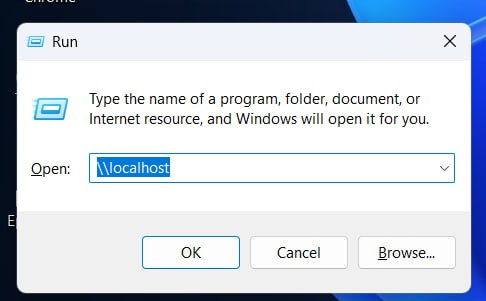 Run
Type the name of a program, folder, document, or
Internet resource, and Windows will open it for you.
Open:
\\localhost
OK
Cancel
Browse...